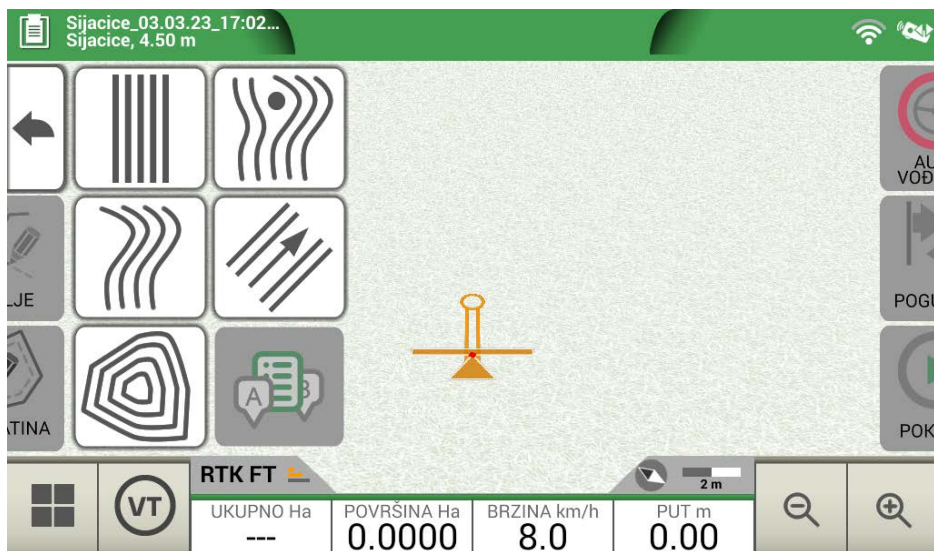 Sijacice_03.03.23_17:02...
Sijacice, 4.50 m
AU
VOĐ
LJE
POGU
A
B
TINA
POK
RTK FT
2 m
VT
UKUPNO Ha
POVRŠINA Ha
BRZINA km/h
PUT m
---
0.0000
8.0
0.00